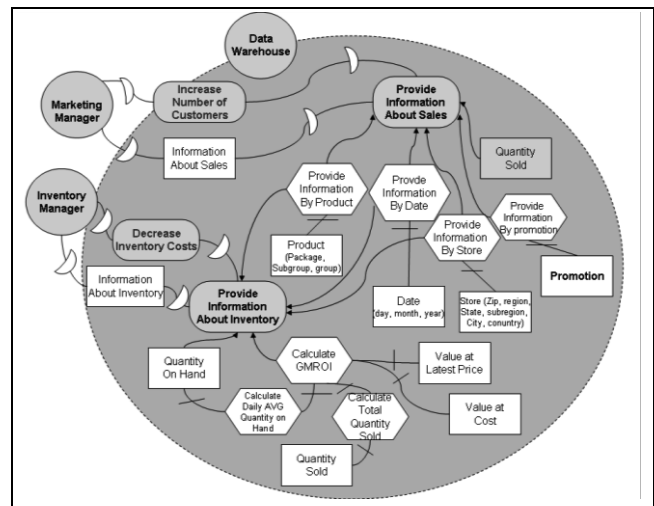 Data
Warehouse
Increase
Number of
Customers
Marketing
Manager
Provide
Information
About Sales
Information
About Sales
Quantity
Sold
Provide
Information
By Product
Provde
Information
By Date
Provide
Information
By promotion
Provide
Information
By Store
Inventory
Manager
Decrease
Inventory Costs
Product
(Package,
Subgroup, group)
Promotion
Information
About Inventory
Provide
Information
About Inventory
Date
(day, month, year)
Store (Zip, region,
State, subregion,
City, conuntry)
Quantity
On Hand
Calculate
GMROI
Value at
Latest Price
Calculate
Daily AVG
Quantity on
Hand
Calculate
Total
Quantity
Sold
Value at
Cost
Quantity
Sold